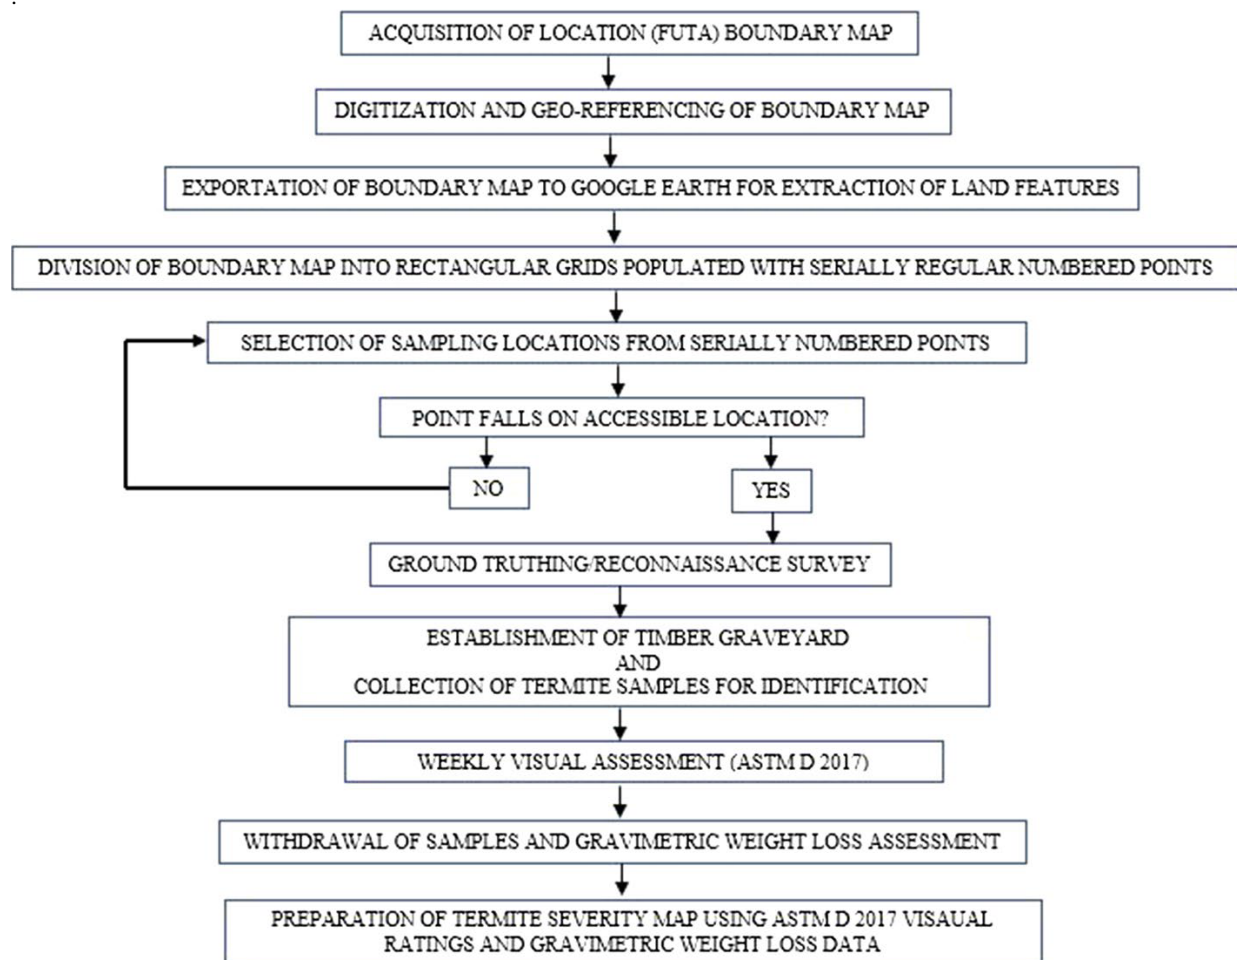 ACQUISITION OF LOCATION (FUTA) BOUNDARY MAP
DIGITIZATION AND GEO-REFERENCING OF BOUNDARY MAP
EXPORTATION OF BOUNDARY MAP TO GOOGLE EARTH FOR EXTRACTION OF LAND FEATURES
DIVISION OF BOUNDARY MAP INTO RECTANGULAR GRIDS POPULATED WITH SERIALLY REGULAR NUMBERED POINTS
SELECTION OF SAMPLING LOCATIONS FROM SERIALLY NUMBERED POINTS
POINT FALLS ON ACCESSIBLE LOCATION?
NO
YES
GROUND TRUTHING/RECONNAISSANCE SURVEY
ESTABLISHMENT OF TIMBER GRAVEYARD
AND
COLLECTION OF TERMITE SAMPLES FOR IDENTIFICATION
WEEKLY VISUAL ASSESSMENT (ASTM D 2017)
WITHDRAWAL OF SAMPLES AND GRAVIMETRIC WEIGHT LOSS ASSESSMENT
PREPARATION OF TERMITE SEVERITY MAP USING ASTM D 2017 VISAUAL
RATINGS AND GRAVIMETRIC WEIGHT LOSS DATA